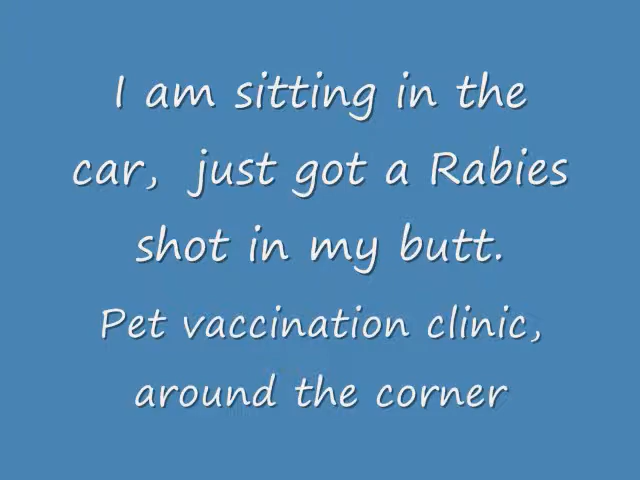 I am sitting in the
car, just got a Rabies
shot in my butt.
Pet vaccination clinic,
around the corner